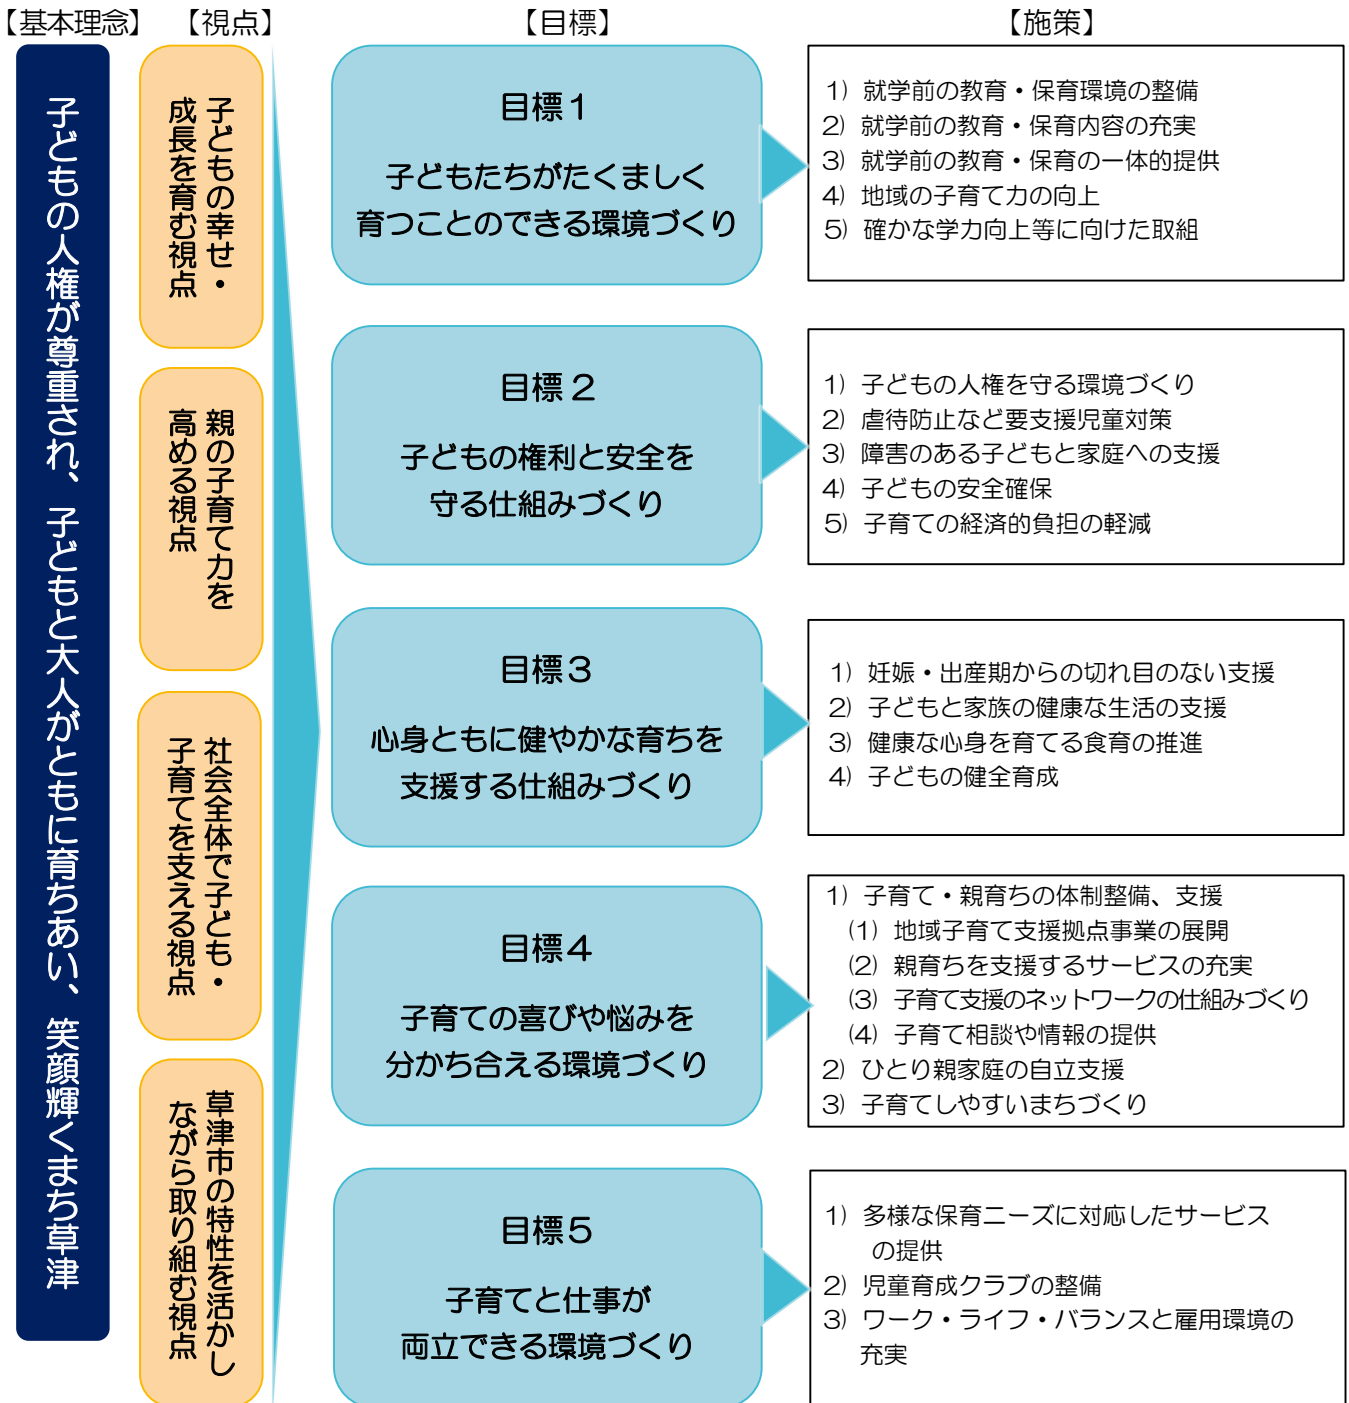 【基本理念】
【視点】
【目標】
【施策】
子どもの人権が尊重され、子どもと大人がともに育ちあい、笑顔輝くまち草津
子どもの幸せ・
成長を育む視点
親の子育て力を
高める視点
社会全体で子ども・
子育てを支える視点
草津市の特性を活かし
ながら取り組む視点
目標１
子どもたちがたくましく
育つことのできる環境づくり
1) 就学前の教育・保育環境の整備
2) 就学前の教育・保育内容の充実
3) 就学前の教育・保育の一体的提供
4) 地域の子育て力の向上
5) 確かな学力向上等に向けた取組
目標２
子どもの権利と安全を
守る仕組みづくり
1) 子どもの人権を守る環境づくり
2) 虐待防止など要支援児童対策
3) 障害のある子どもと家庭への支援
4) 子どもの安全確保
5) 子育ての経済的負担の軽減
目標３
心身ともに健やかな育ちを
支援する仕組みづくり
1) 妊娠・出産期からの切れ目のない支援
2) 子どもと家族の健康な生活の支援
3) 健康な心身を育てる食育の推進
4) 子どもの健全育成
目標４
子育ての喜びや悩みを
分かち合える環境づくり
1) 子育て・親育ちの体制整備、支援
(1) 地域子育て支援拠点事業の展開
(2) 親育ちを支援するサービスの充実
(3) 子育て支援のネットワークの仕組みづくり
(4) 子育て相談や情報の提供
2) ひとり親家庭の自立支援
3) 子育てしやすいまちづくり
目標５
子育てと仕事が
両立できる環境づくり
1) 多様な保育ニーズに対応したサービス
の提供
2) 児童育成クラブの整備
3) ワーク・ライフ・バランスと雇用環境の
充実